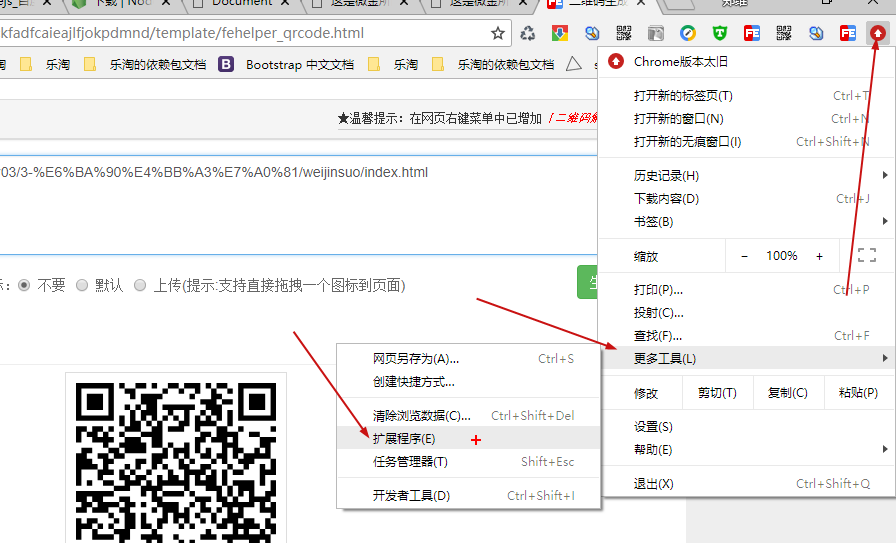 下载 | Nod
Document
这是微金所
这是微金所
二维码生成
郑维
kfadfcaieajlfjokpdmnd/template/fehelper_qrcode.html
乐淘
乐淘的依赖包文档
Bootstrap 中文文档
乐淘
乐淘的依赖包文档
★温馨提示：在网页右键菜单中已增加
03/3-%E6%BA%90%E4%BB%A3%E7%A0%81/weijinsuo/index.html
不要 默认 上传(提示:支持直接拖拽一个图标到页面)
Chrome版本太旧
打开新的标签页(T) Ctrl+T
打开新的窗口(N) Ctrl+N
打开新的无痕窗口(I) Ctrl+Shift+N
历史记录(H)
下载内容(D) Ctrl+J
书签(B)
缩放 − 100% +
打印(P)... Ctrl+P
投射(C)...
查找(F)... Ctrl+F
更多工具(L)
修改 剪切(T) 复制(C) 粘贴(P)
设置(S)
帮助(E)
退出(X) Ctrl+Shift+Q
网页另存为(A)... Ctrl+S
创建快捷方式...
清除浏览数据(C)... Ctrl+Shift+Del
扩展程序(E)
任务管理器(T) Shift+Esc
开发者工具(D) Ctrl+Shift+I